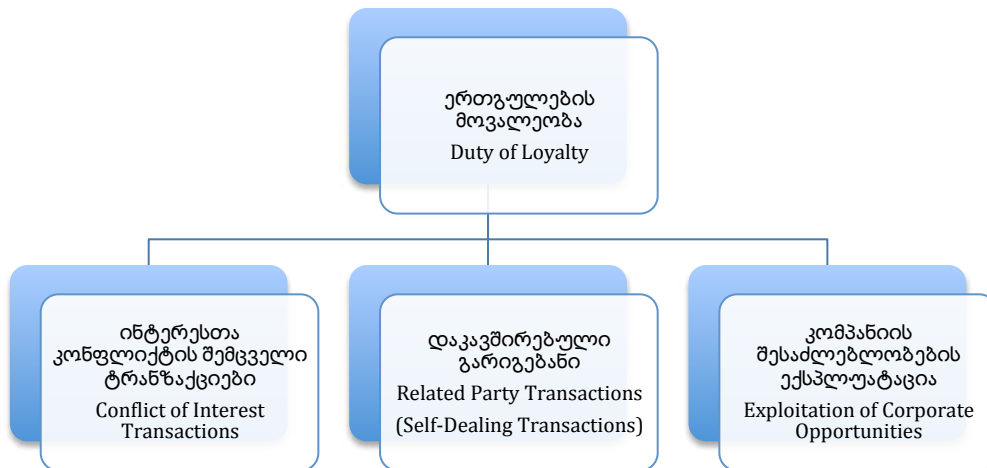 ერთგულების
მოვალეობა
Duty of Loyalty
ინტერესთა
კონფლიქტის შემცველი
ტრანზაქციები
Conflict of Interest
Transactions
დაკავშირებული
გარიგებანი
Related Party Transactions
(Self-Dealing Transactions)
კომპანიის
შესაძლებლობების
ექსპლუატაცია
Exploitation of Corporate
Opportunities